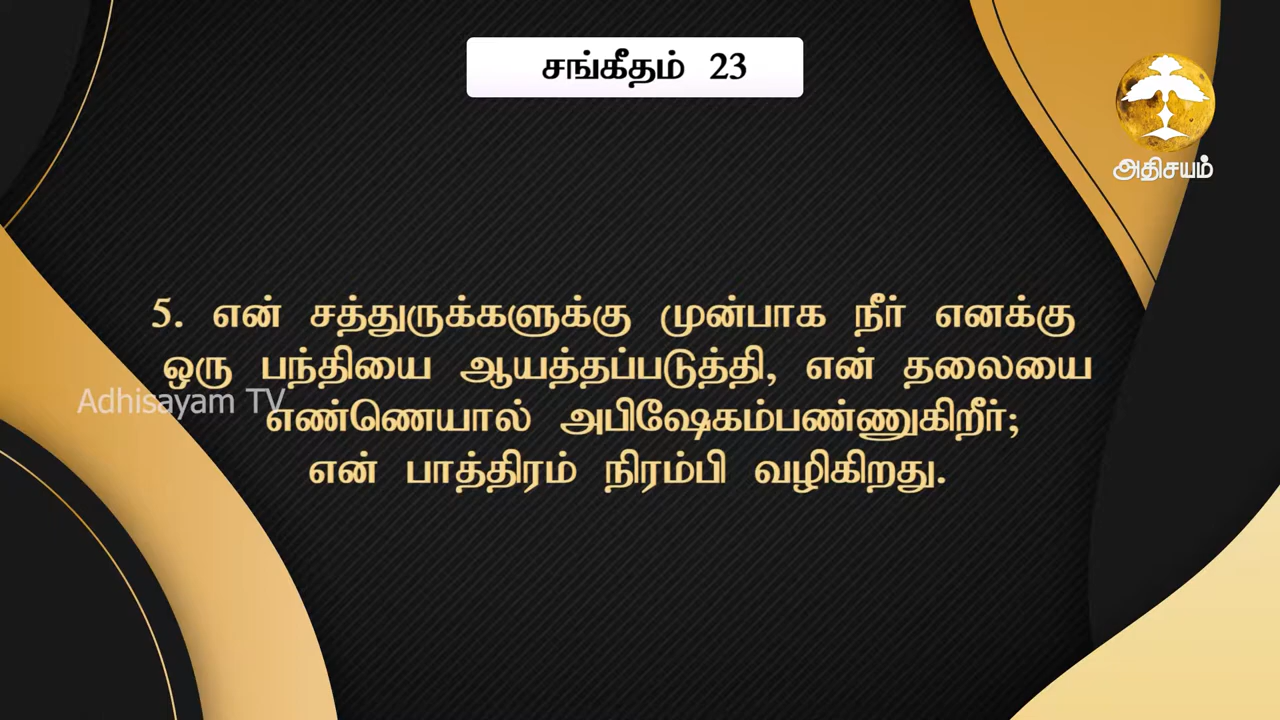 சங்கீதம் 23
அதிசயம்
5. என் சத்துருக்களுக்கு முன்பாக நீர் எனக்கு
ஒரு பந்தியை ஆயத்தப்படுத்தி, என் தலையை
Adhisayam TV
எண்ணெயால் அபிஷேகம்பண்ணுகிறீர்;
என் பாத்திரம் நிரம்பி வழிகிறது.